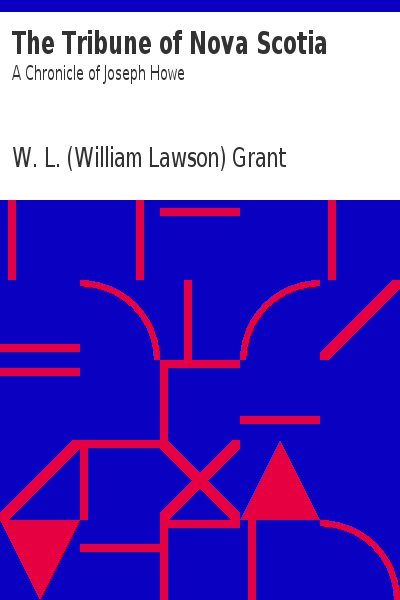 The Tribune of Nova Scotia
A Chronicle of Joseph Howe
W. L. (William Lawson) Grant